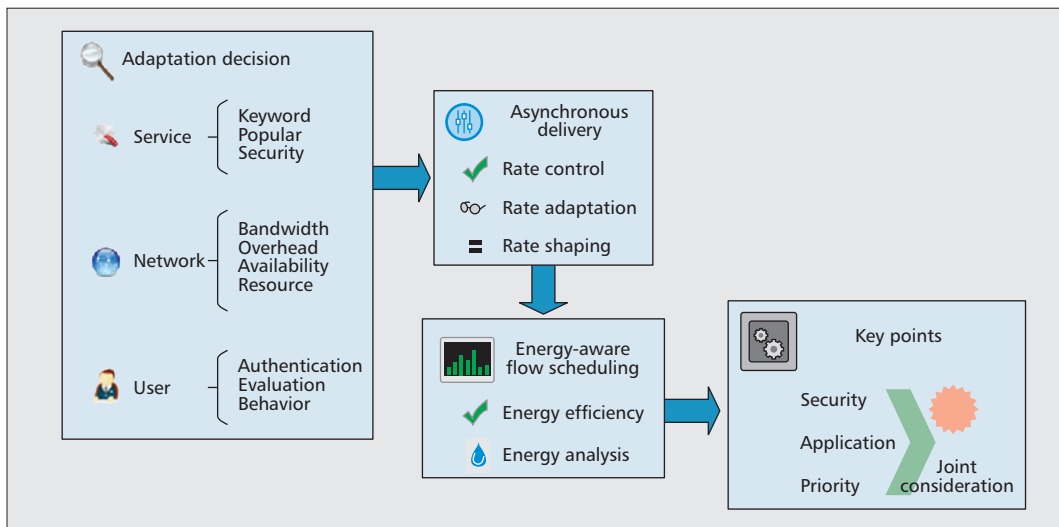 Adaptation decision
Service
Keyword
Popular
Security
Network
Bandwidth
Overhead
Availability
Resource
User
Authentication
Evaluation
Behavior
Asynchronous
delivery
Rate control
Rate adaptation
Rate shaping
Energy-aware
flow scheduling
Energy efficiency
Energy analysis
Key points
Security
Application
Priority
Joint
consideration